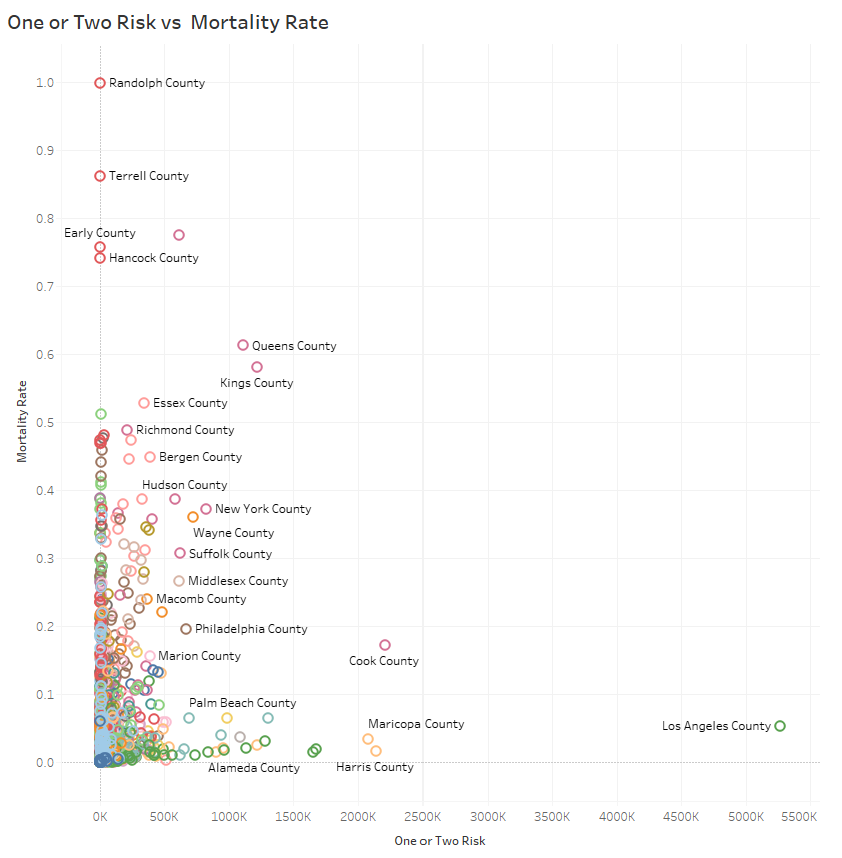 One or Two Risk vs Mortality Rate
1.0
Randolph County
0.9
Terrell County
0.8
Early County
Hancock County
0.7
Queens County
0.6
Kings County
Essex County
0.5
Richmond County
Bergen County
Hudson County
0.4
New York County
Wayne County
Suffolk County
0.3
Middlesex County
Macomb County
0.2
Philadelphia County
Marion County
Cook County
0.1
Palm Beach County
Maricopa County
Los Angeles County
0.0
Alameda County
Harris County
Mortality Rate
0K 500K 1000K 1500K 2000K 2500K 3000K 3500K 4000K 4500K 5000K 5500K
One or Two Risk